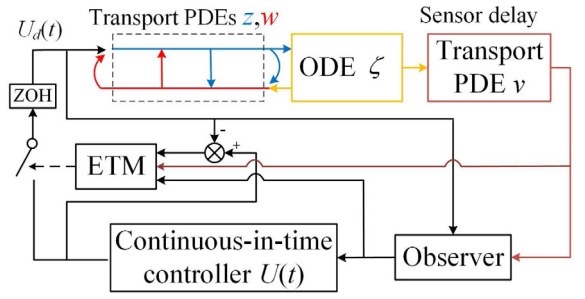 Transport PDEs z,w
Sensor delay
U_d(t)
ODE ζ
Transport
PDE v
ZOH
-
+
ETM
Continuous-in-time
controller U(t)
Observer